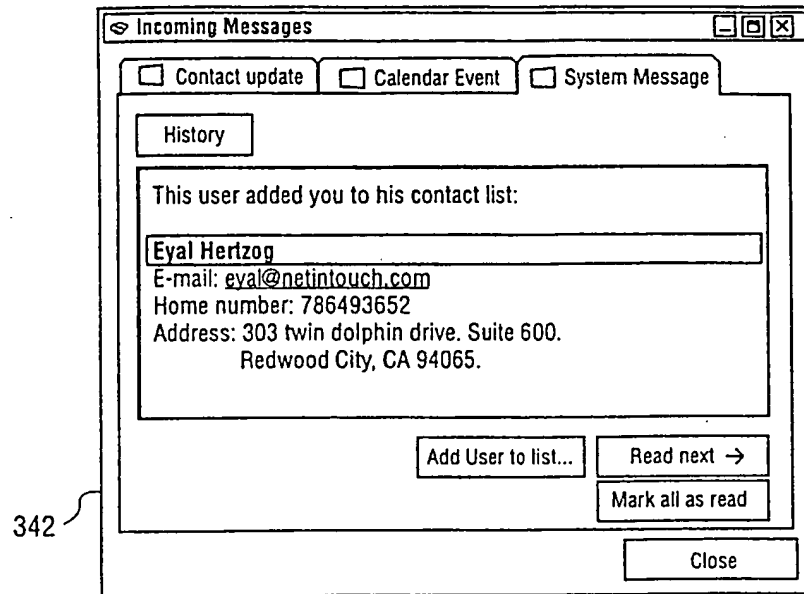 Incoming Messages
Contact update
Calendar Event
System Message
History
This user added you to his contact list:
Eyal Hertzog
E-mail: eyal@netintouch.com
Home number: 786493652
Address: 303 twin dolphin drive. Suite 600.
Redwood City, CA 94065.
Add User to list...
Read next →
Mark all as read
342
Close